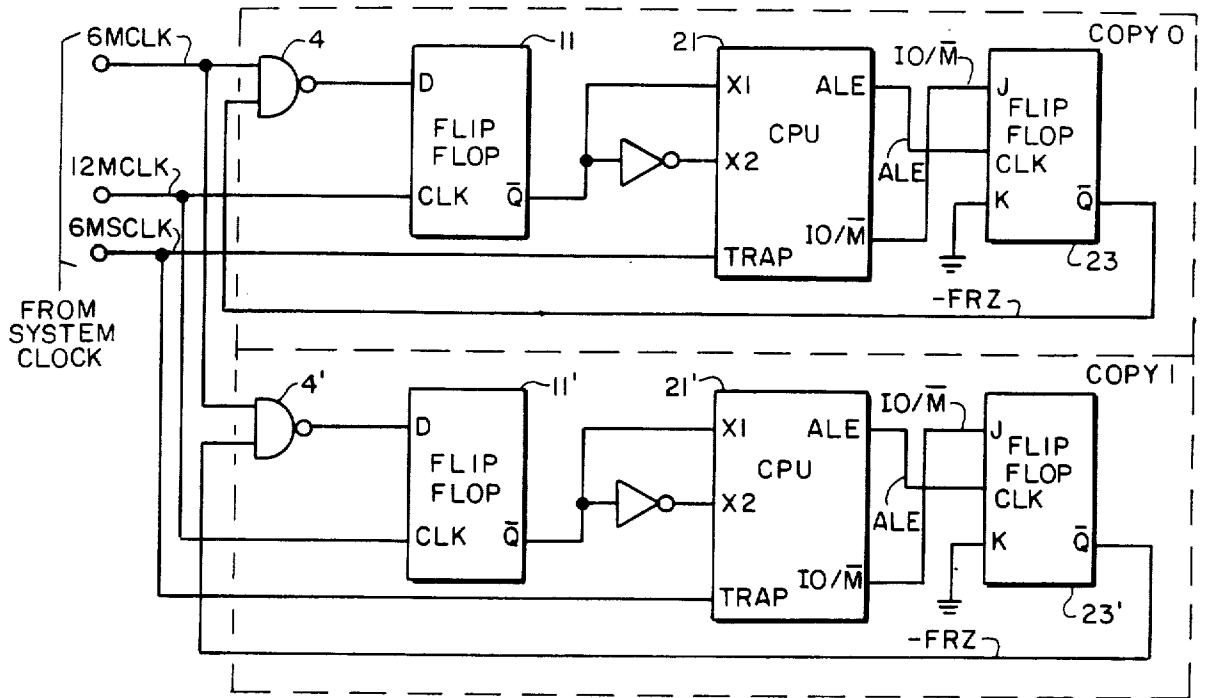 COPY 0
6MCLK
4
11
21
IO/M̅
D
X1
ALE
J
FLIP
FLOP
CPU
FLIP
FLOP
12MCLK
X2
ALE
CLK
CLK
Q̅
K
Q̅
6MSCLK
IO/M̅
TRAP
23
-FRZ
FROM
SYSTEM
CLOCK
COPY 1
4'
11'
21'
IO/M̅
D
X1
ALE
J
FLIP
FLOP
CPU
FLIP
FLOP
X2
CLK
ALE
CLK
Q̅
K
Q̅
IO/M̅
TRAP
23'
-FRZ